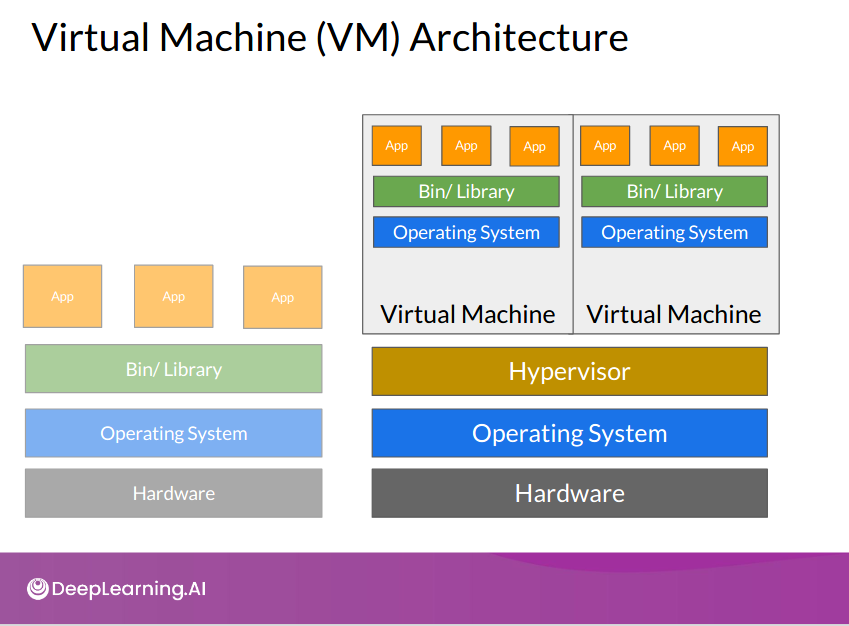 Virtual Machine (VM) Architecture
App App App
Bin/ Library
Operating System
Hardware
App App App App App App
Bin/ Library Bin/ Library
Operating System Operating System
Virtual Machine Virtual Machine
Hypervisor
Operating System
Hardware
DeepLearning.AI